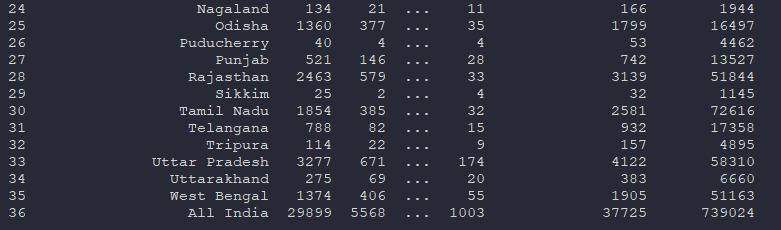 24 Nagaland 134 21 ... 11 166 1944
25 Odisha 1360 377 ... 35 1799 16497
26 Puducherry 40 4 ... 4 53 4462
27 Punjab 521 146 ... 28 742 13527
28 Rajasthan 2463 579 ... 33 3139 51844
29 Sikkim 25 2 ... 4 32 1145
30 Tamil Nadu 1854 385 ... 32 2581 72616
31 Telangana 788 82 ... 15 932 17358
32 Tripura 114 22 ... 9 157 4895
33 Uttar Pradesh 3277 671 ... 174 4122 58310
34 Uttarakhand 275 69 ... 20 383 6660
35 West Bengal 1374 406 ... 55 1905 51163
36 All India 29899 5568 ... 1003 37725 739024